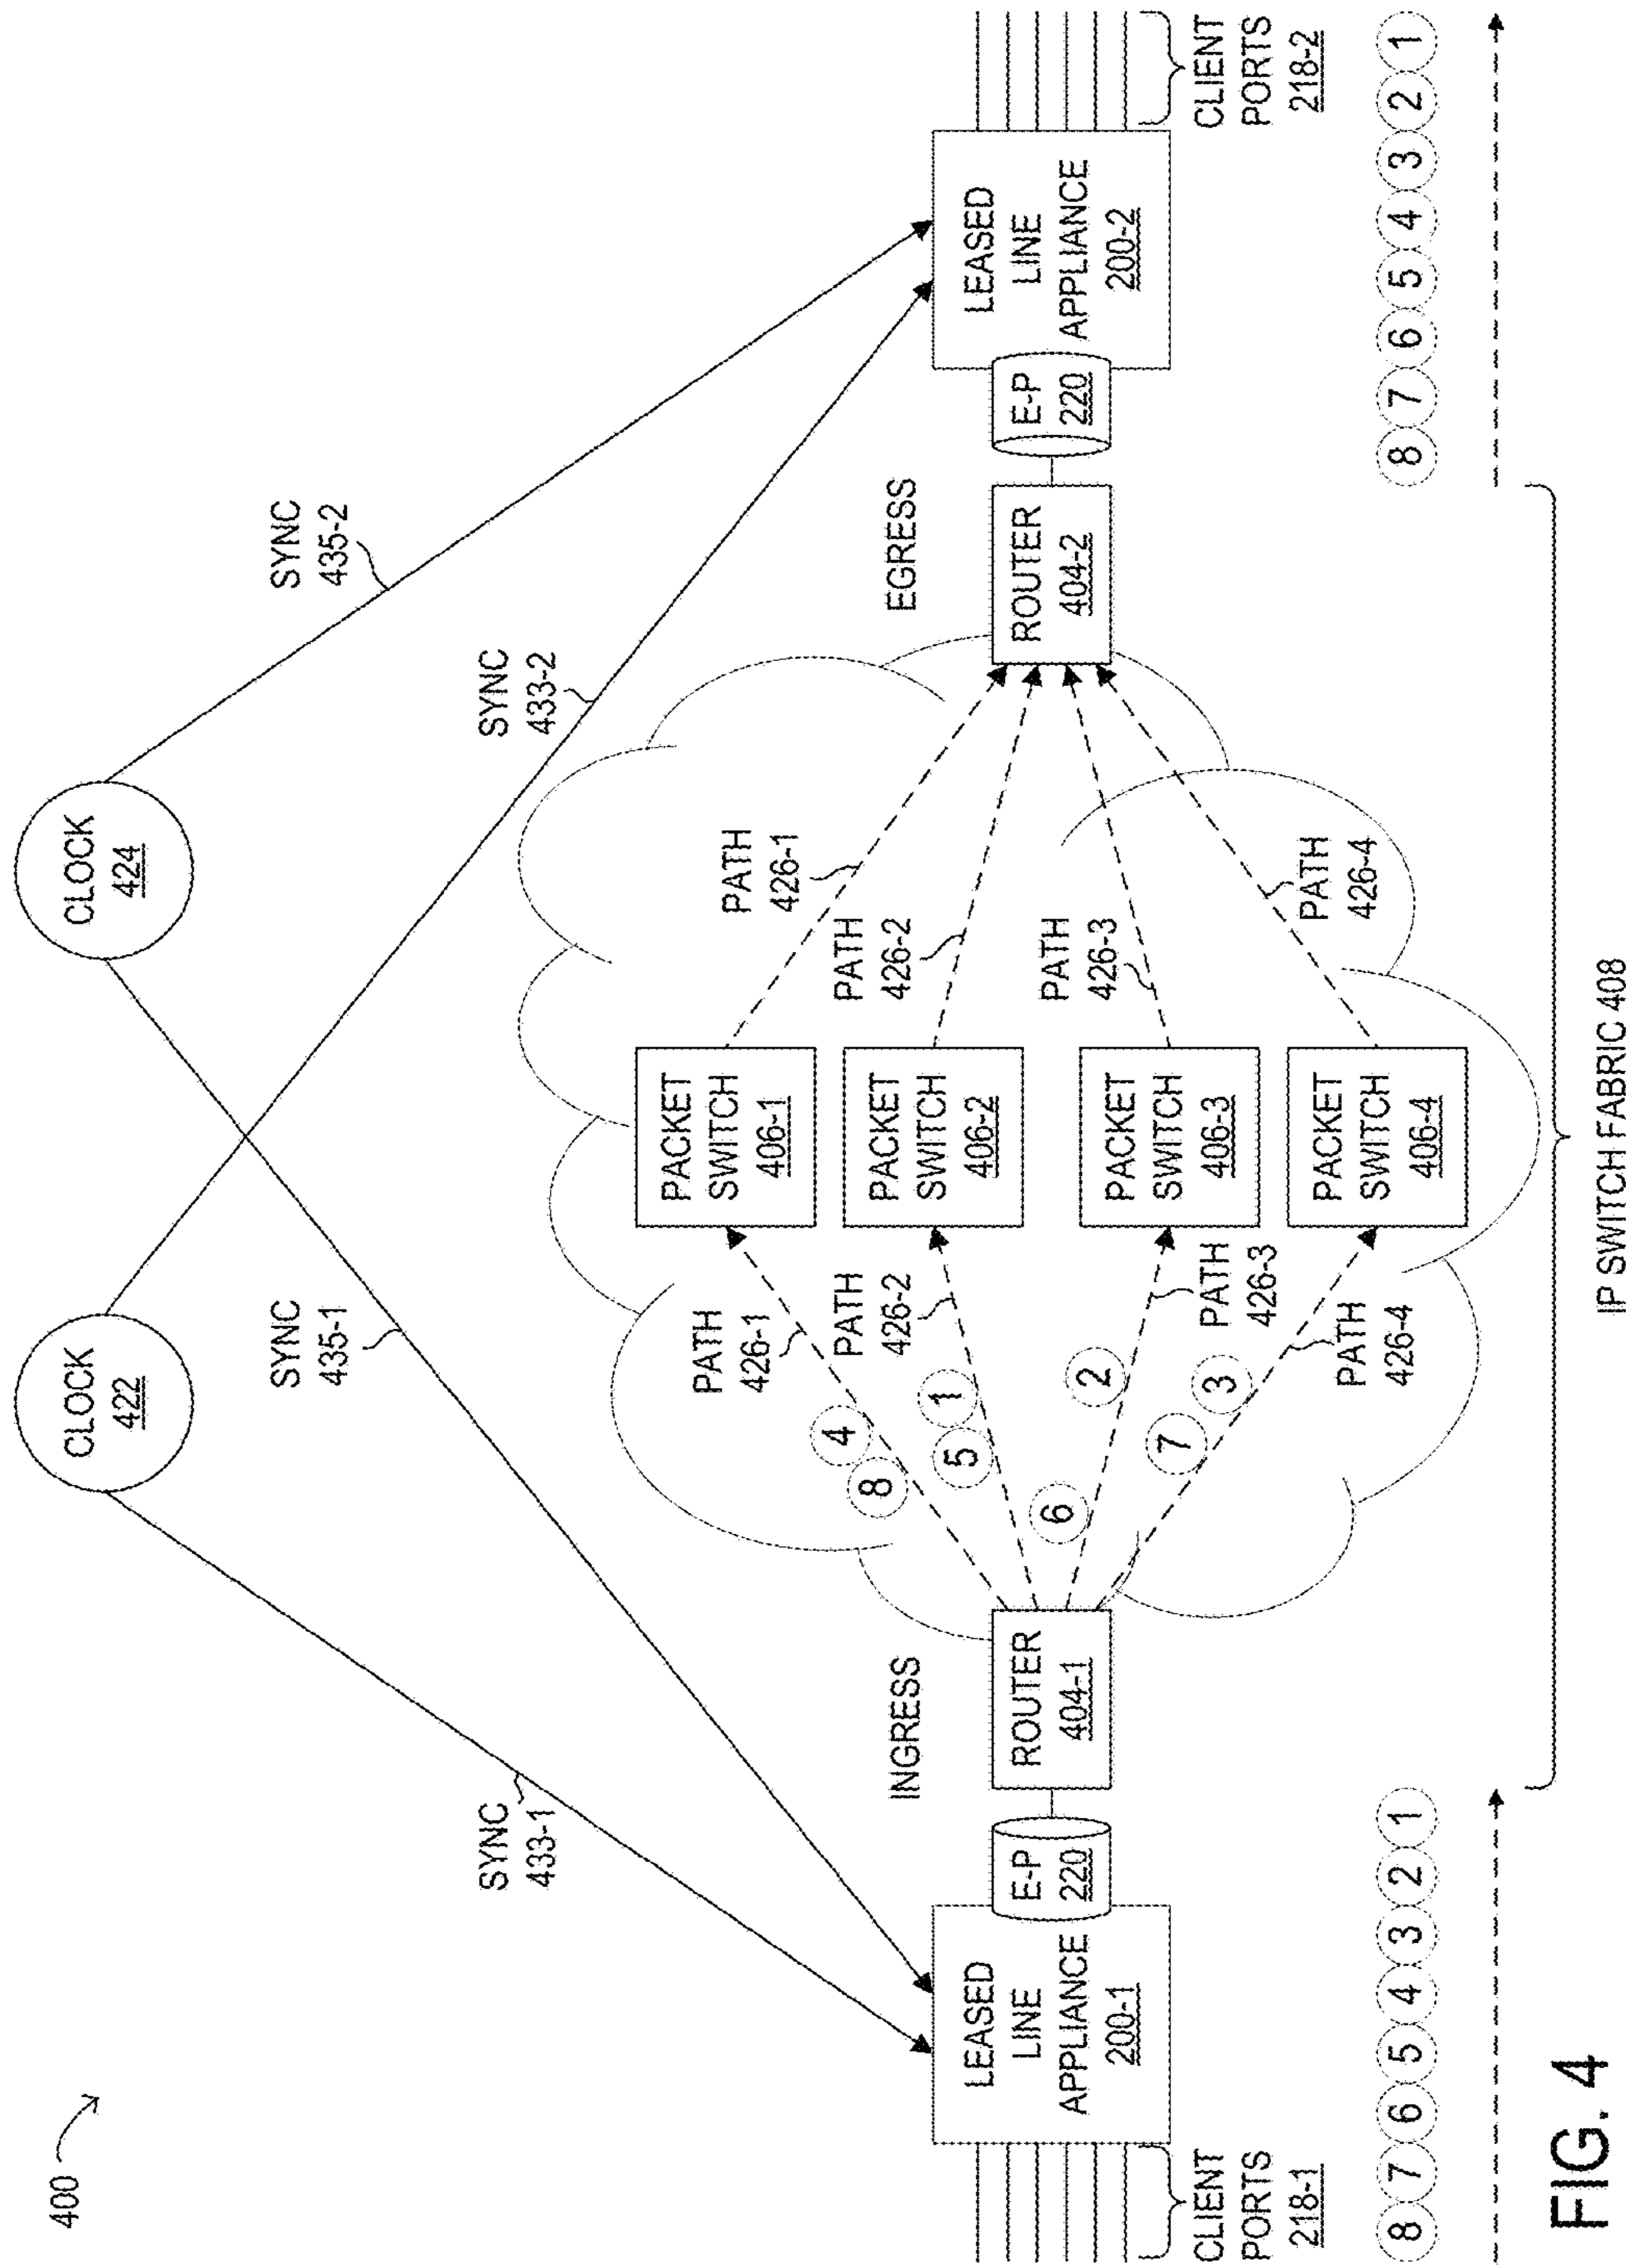 400
CLOCK
422
CLOCK
424
SYNC
435-1
SYNC
435-2
SYNC
433-1
SYNC
433-2
PATH
426-1
PATH
426-1
PACKET
SWITCH
406-1
PATH
426-2
PATH
426-2
PACKET
SWITCH
406-2
4
8
1
5
INGRESS
EGRESS
LEASED
LINE
APPLIANCE
200-1
E-P
220
ROUTER
404-1
ROUTER
404-2
E-P
220
LEASED
LINE
APPLIANCE
200-2
6
2
PATH
426-3
PATH
426-3
PACKET
SWITCH
406-3
7
3
PATH
426-4
PATH
426-4
PACKET
SWITCH
406-4
CLIENT
PORTS
218-1
CLIENT
PORTS
218-2
8 7 6 5 4 3 2 1
8 7 6 5 4 3 2 1
IP SWITCH FABRIC 408
FIG. 4